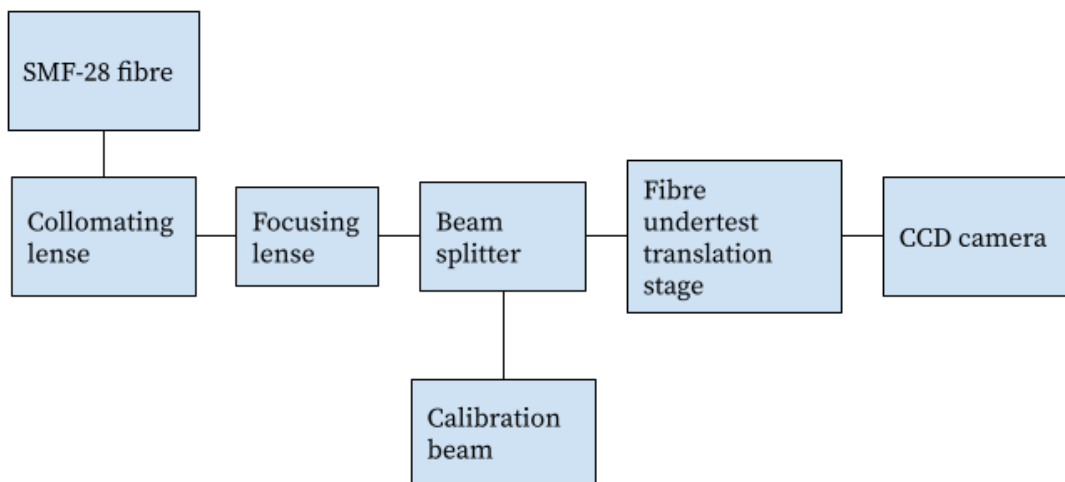 SMF-28 fibre
Collomating
lense
Focusing
lense
Beam
splitter
Fibre
undertest
translation
stage
CCD camera
Calibration
beam